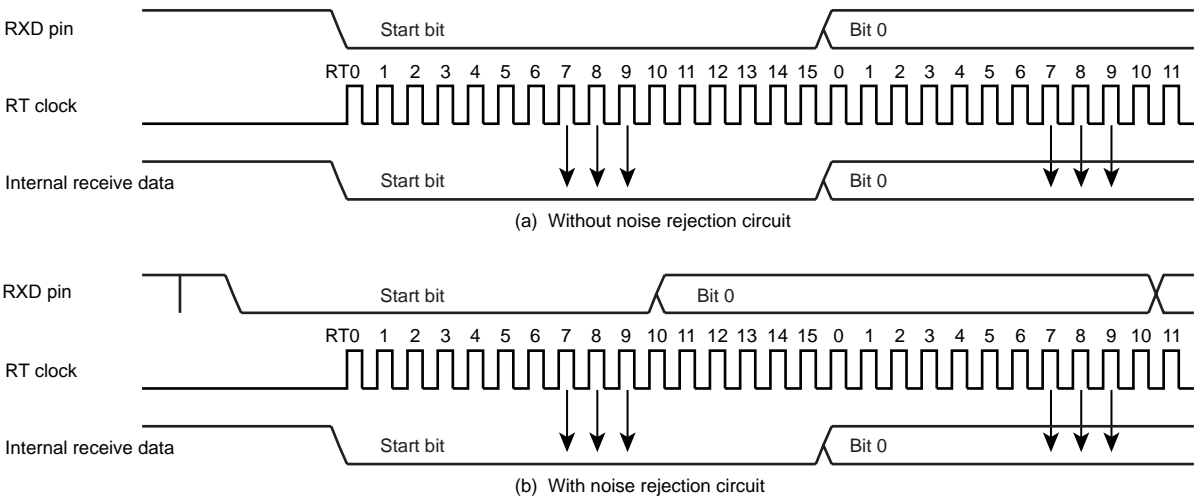 RXD pin Start bit Bit 0
RT0 1 2 3 4 5 6 7 8 9 10 11 12 13 14 15 0 1 2 3 4 5 6 7 8 9 10 11
RT clock
Internal receive data Start bit Bit 0
(a) Without noise rejection circuit
RXD pin Start bit Bit 0
RT0 1 2 3 4 5 6 7 8 9 10 11 12 13 14 15 0 1 2 3 4 5 6 7 8 9 10 11
RT clock
Internal receive data Start bit Bit 0
(b) With noise rejection circuit